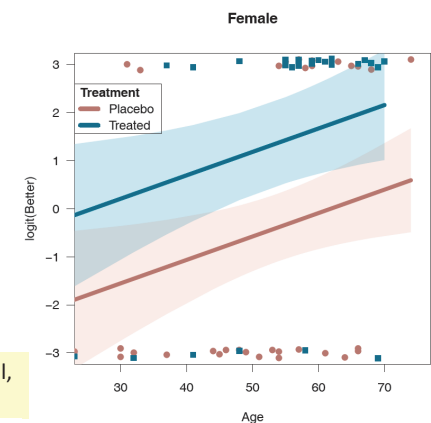 Female
Treatment
Placebo
Treated
logit(Better)
3
2
1
0
−1
−2
−3
30 40 50 60 70
Age
l,